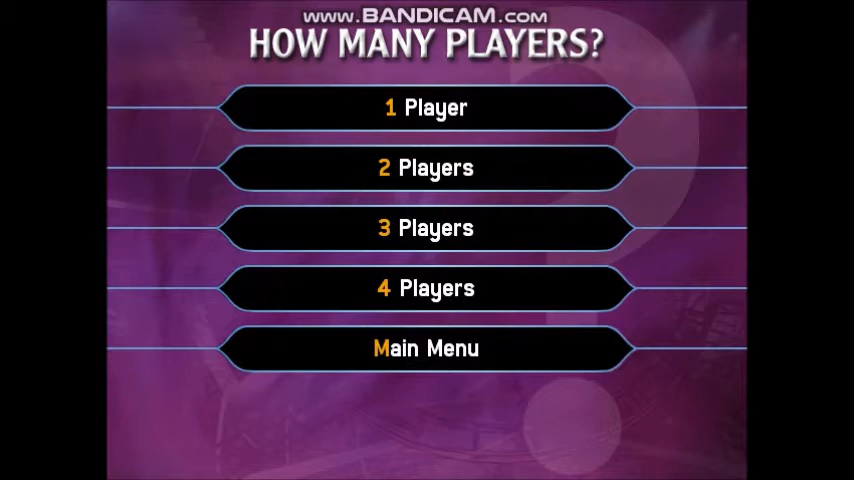 www.BANDICAM.com
HOW MANY PLAYERS?
1 Player
2 Players
3 Players
4 Players
Main Menu